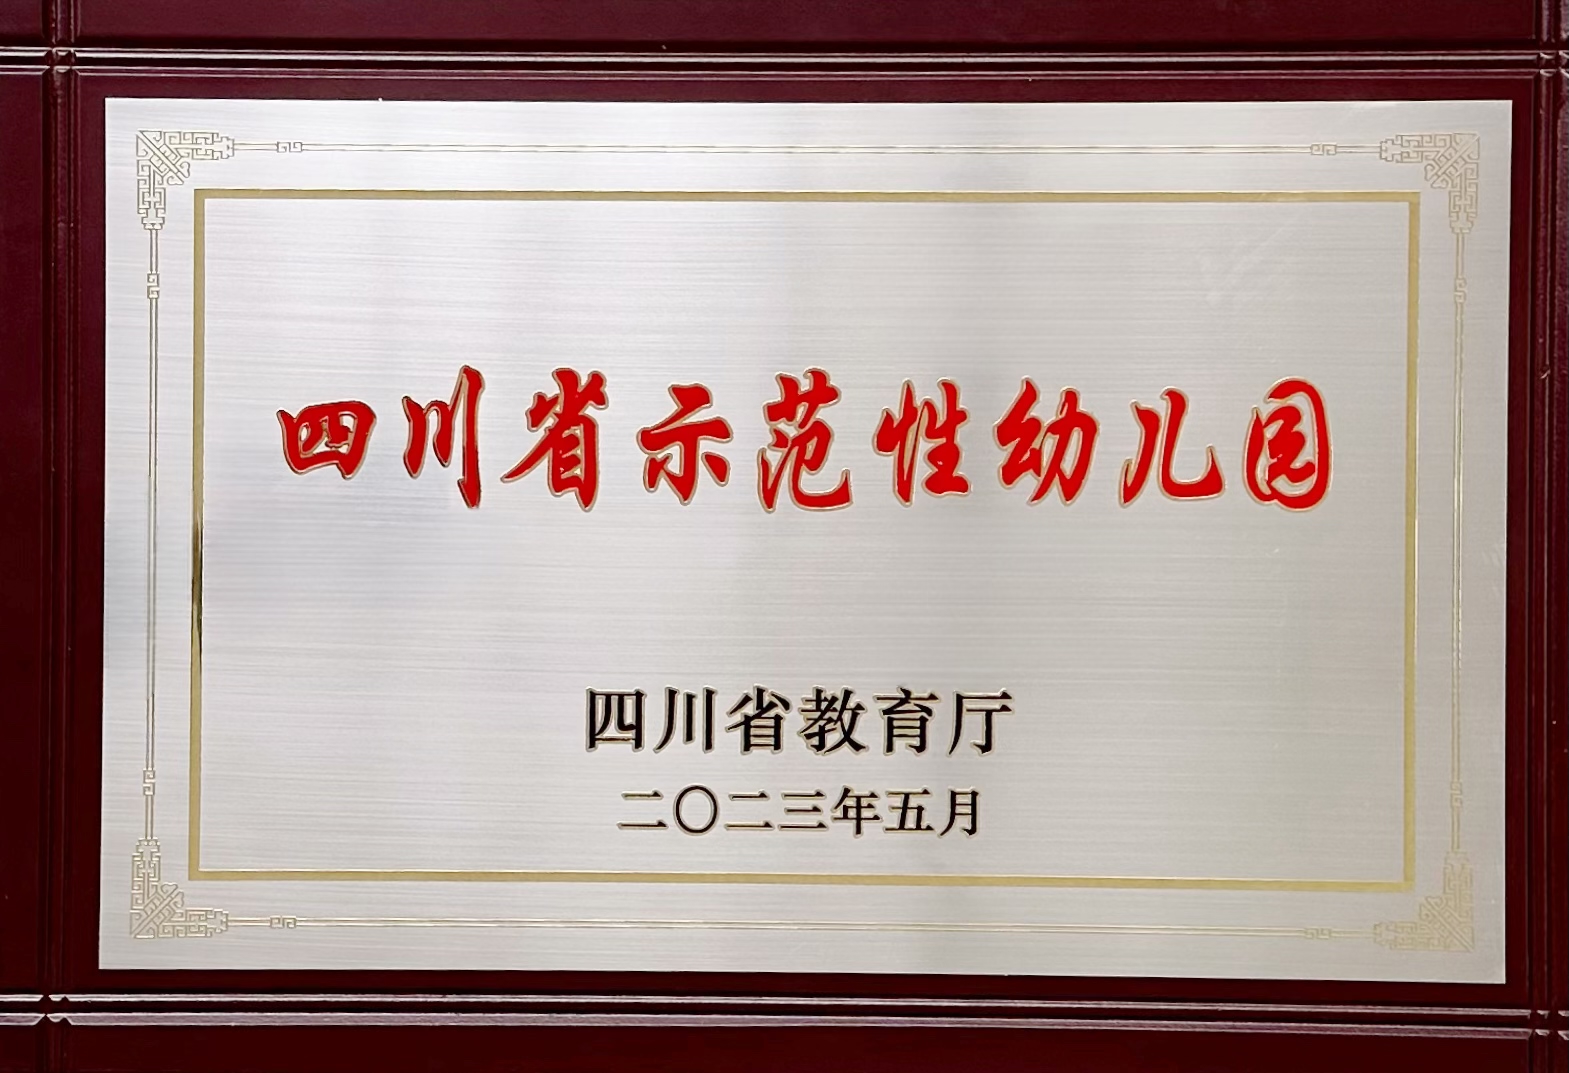 四川省示范性幼儿园
四川省教育厅
二〇二三年五月